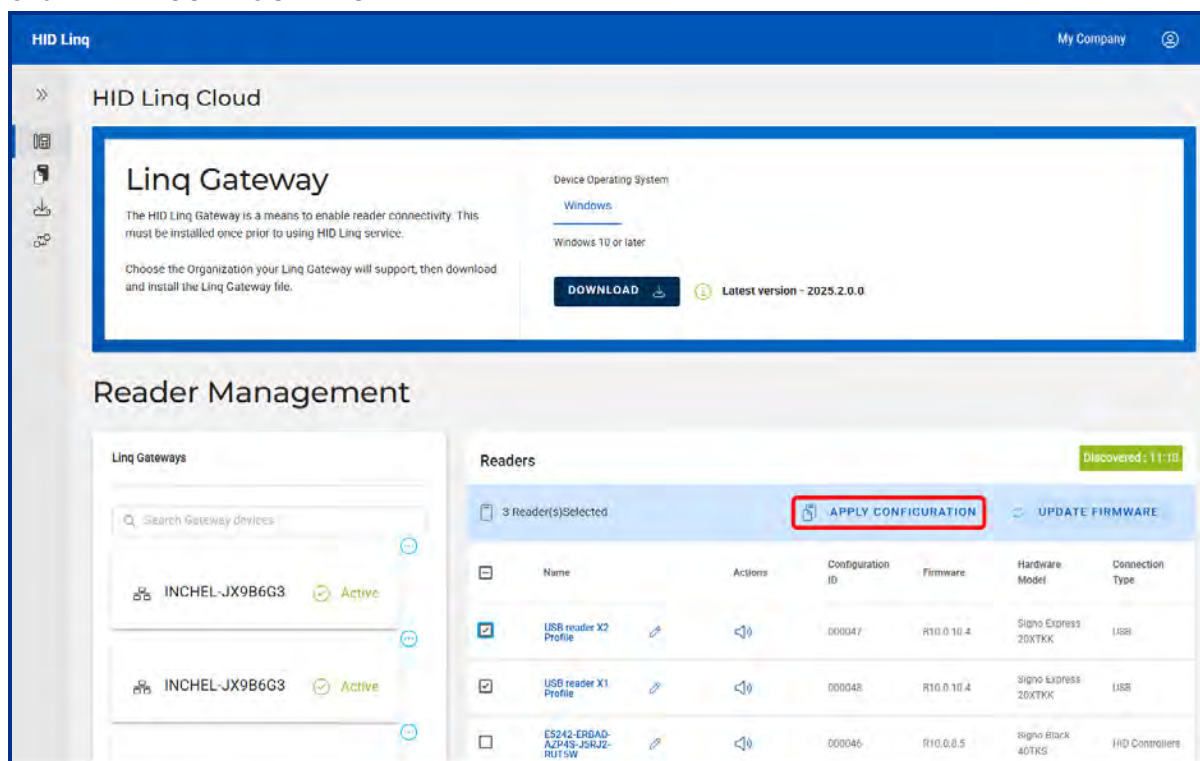 HID Linq
My Company
HID Linq Cloud
Linq Gateway
The HID Linq Gateway is a means to enable reader connectivity. This
must be installed once prior to using HID Linq service.
Choose the Organization your Linq Gateway will support, then download
and install the Linq Gateway file.
Device Operating System
Windows
Windows 10 or later
DOWNLOAD
Latest version - 2025.2.0.0
Reader Management
Linq Gateways
Search Gateway devices
INCHEL-JX9B6G3 Active
INCHEL-JX9B6G3 Active
Readers
Discovered : 11:18
3 Reader(s)Selected
APPLY CONFIGURATION
UPDATE FIRMWARE
Name Actions Configuration ID Firmware Hardware Model Connection Type
USB reader X2 Profile 000047 R10.0.10.4 Signo Express 20XTKK USB
USB reader X1 Profile 000048 R10.0.10.4 Signo Express 20XTKK USB
000046 R10.0.8.5 Signo Black 40TKS HID Controllers